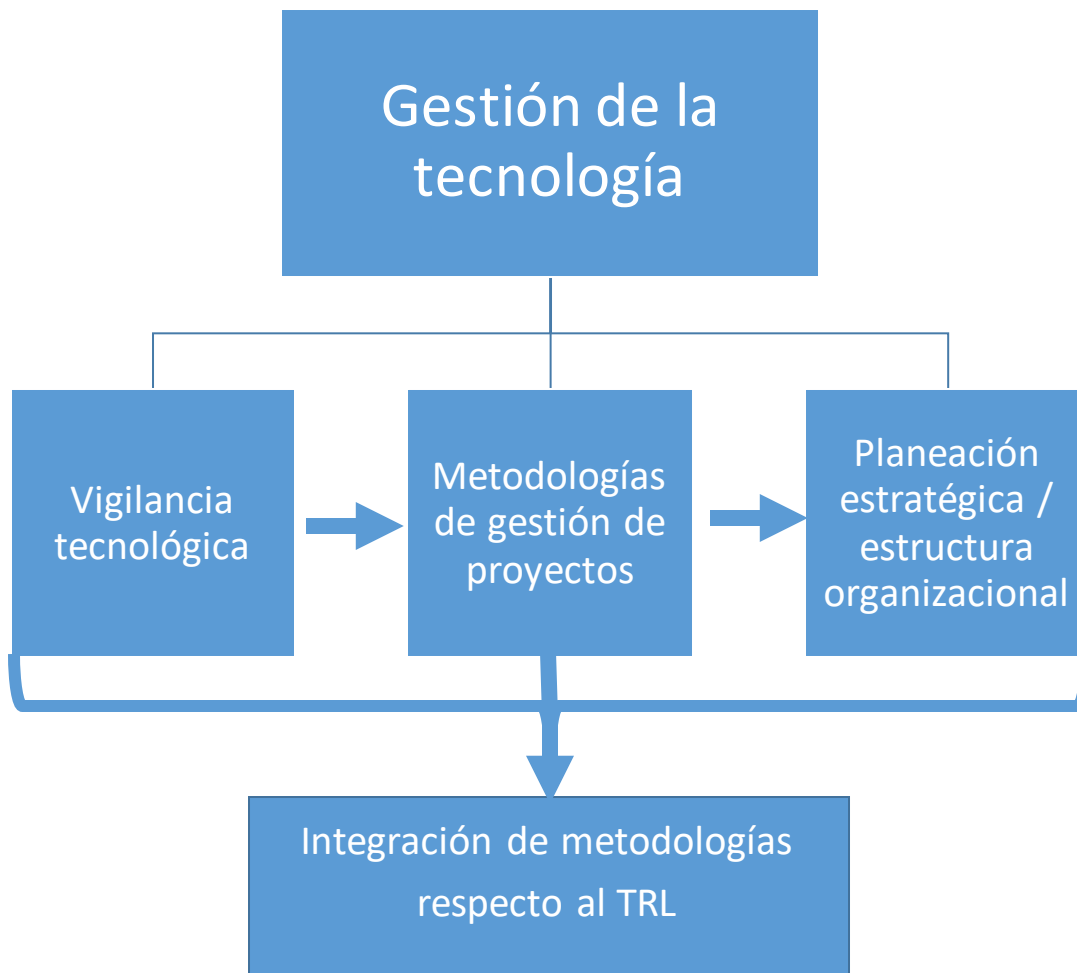 Gestión de la
tecnología
Vigilancia
tecnológica
Metodologías
de gestión de
proyectos
Planeación
estratégica /
estructura
organizacional
Integración de metodologías
respecto al TRL